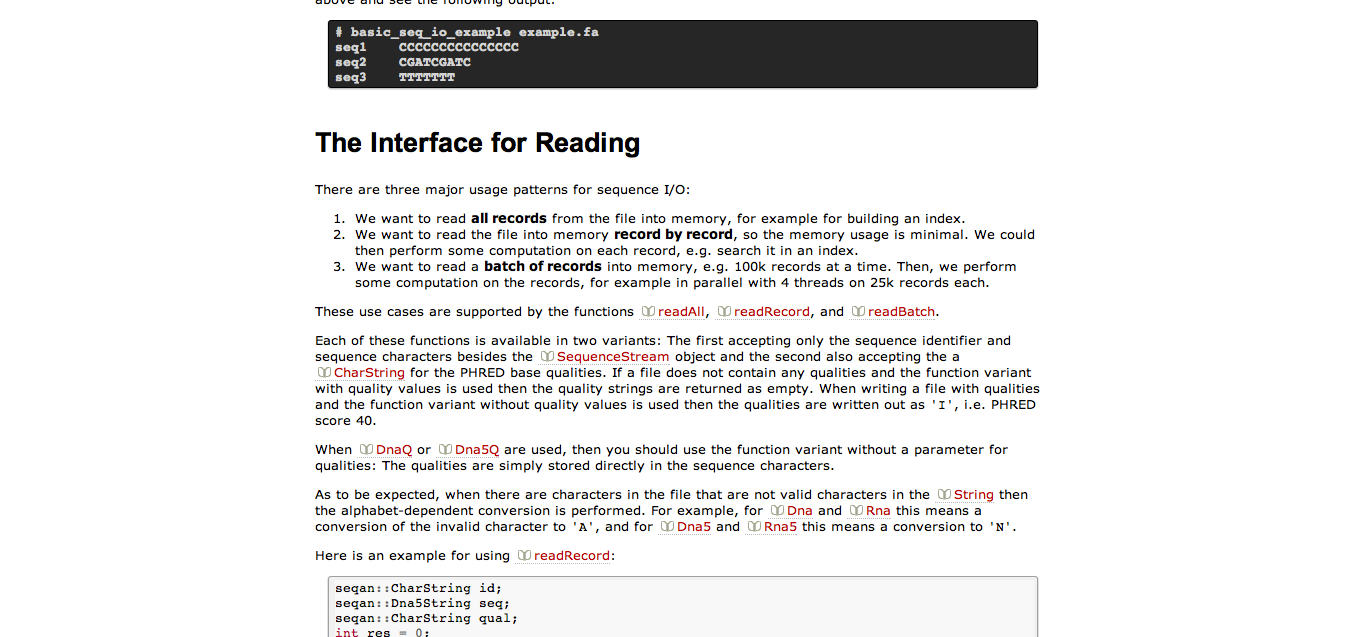 above and see the following output:
# basic_seq_io_example example.fa
seq1    CCCCCCCCCCCCCCC
seq2    CGATCGATC
seq3    TTTTTTT
The Interface for Reading
There are three major usage patterns for sequence I/O:
1. We want to read all records from the file into memory, for example for building an index.
2. We want to read the file into memory record by record, so the memory usage is minimal. We could
then perform some computation on each record, e.g. search it in an index.
3. We want to read a batch of records into memory, e.g. 100k records at a time. Then, we perform
some computation on the records, for example in parallel with 4 threads on 25k records each.
These use cases are supported by the functions readAll, readRecord, and readBatch.
Each of these functions is available in two variants: The first accepting only the sequence identifier and
sequence characters besides the SequenceStream object and the second also accepting the a
CharString for the PHRED base qualities. If a file does not contain any qualities and the function variant
with quality values is used then the quality strings are returned as empty. When writing a file with qualities
and the function variant without quality values is used then the qualities are written out as 'I', i.e. PHRED
score 40.
When DnaQ or Dna5Q are used, then you should use the function variant without a parameter for
qualities: The qualities are simply stored directly in the sequence characters.
As to be expected, when there are characters in the file that are not valid characters in the String then
the alphabet-dependent conversion is performed. For example, for Dna and Rna this means a
conversion of the invalid character to 'A', and for Dna5 and Rna5 this means a conversion to 'N'.
Here is an example for using readRecord:
seqan::CharString id;
seqan::Dna5String seq;
seqan::CharString qual;
int res = 0;